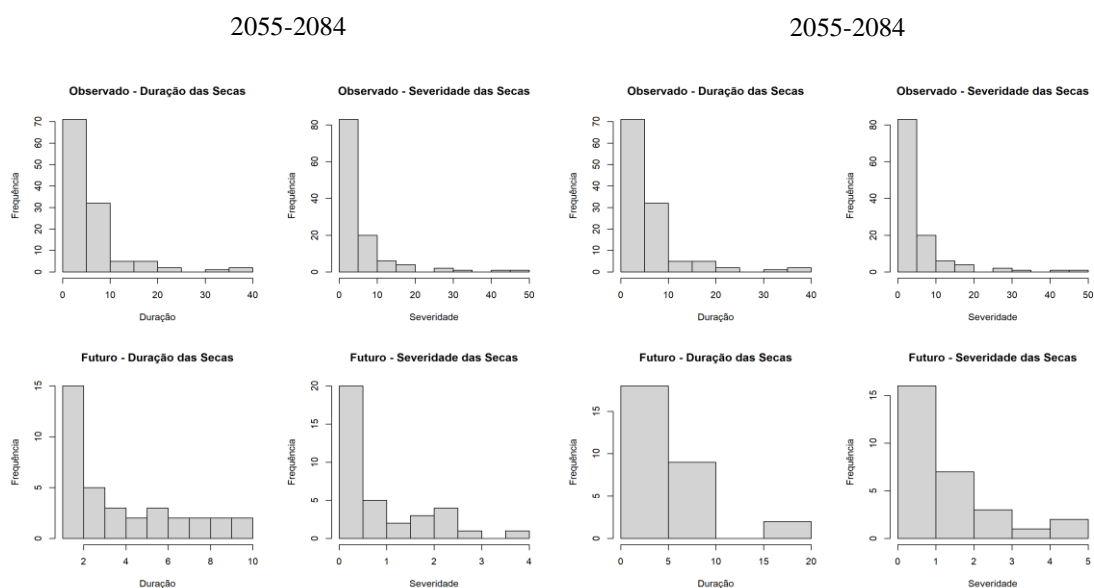 2055-2084 2055-2084
Observado - Duração das Secas Observado - Severidade das Secas Observado - Duração das Secas Observado - Severidade das Secas
Frequência
0 10 20 30 40 50 60 70
0 10 20 30 40
Duração
Frequência
0 20 40 60 80
0 10 20 30 40 50
Severidade
Frequência
0 10 20 30 40 50 60 70
0 10 20 30 40
Duração
Frequência
0 20 40 60 80
0 10 20 30 40 50
Severidade
Futuro - Duração das Secas Futuro - Severidade das Secas Futuro - Duração das Secas Futuro - Severidade das Secas
Frequência
0 5 10 15
2 4 6 8 10
Duração
Frequência
0 5 10 15 20
0 1 2 3 4
Severidade
Frequência
0 5 10 15
0 5 10 15 20
Duração
Frequência
0 5 10 15
0 1 2 3 4 5
Severidade